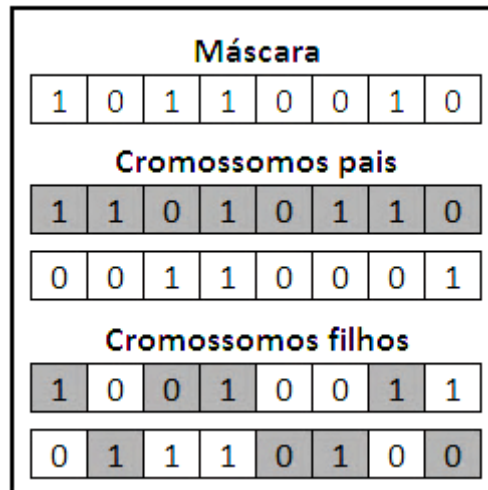 Máscara
1 0 1 1 0 0 1 0
Cromossomos pais
1 1 0 1 0 1 1 0
0 0 1 1 0 0 0 1
Cromossomos filhos
1 0 0 1 0 0 1 1
0 1 1 1 0 1 0 0